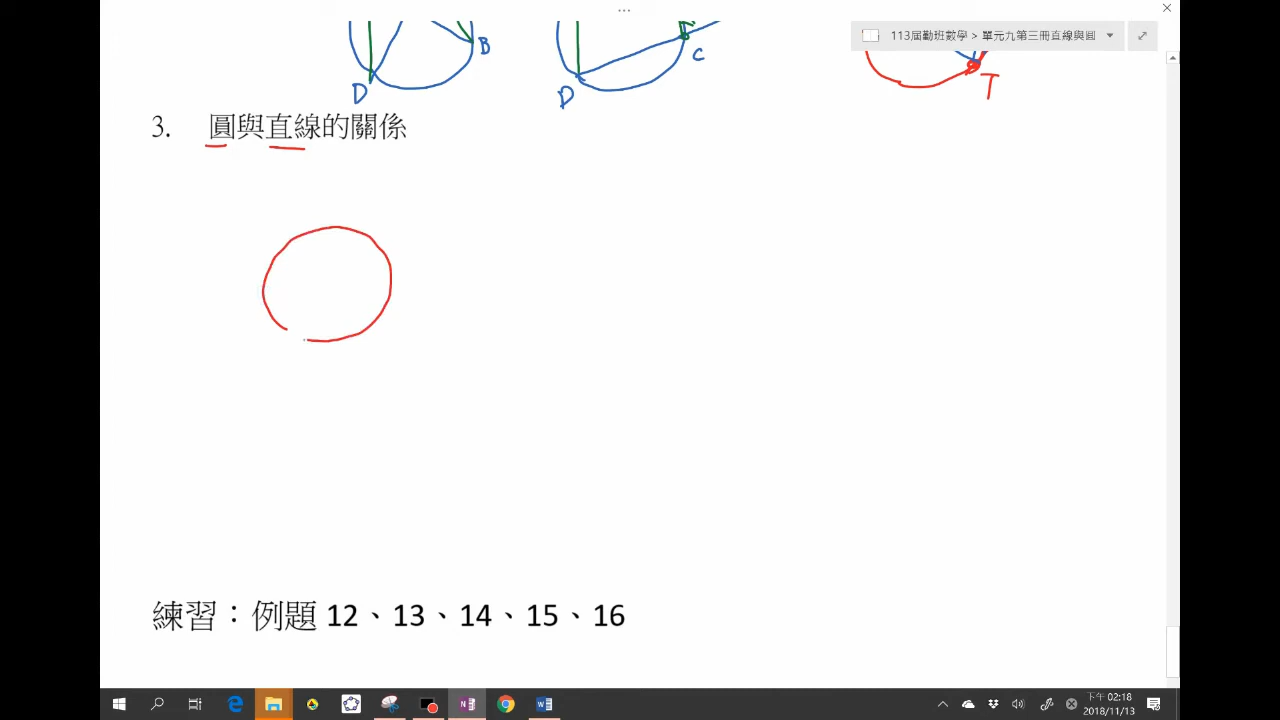 113屆勤班數學 > 單元九第三冊直線與圓
B
C
D
D
T
3. 圓與直線的關係
練習：例題 12、13、14、15、16
下午 02:18
2018/11/13